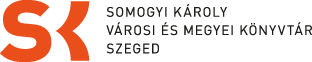 SK
SOMOGYI KÁROLY
VÁROSI ÉS MEGYEI KÖNYVTÁR
SZEGED